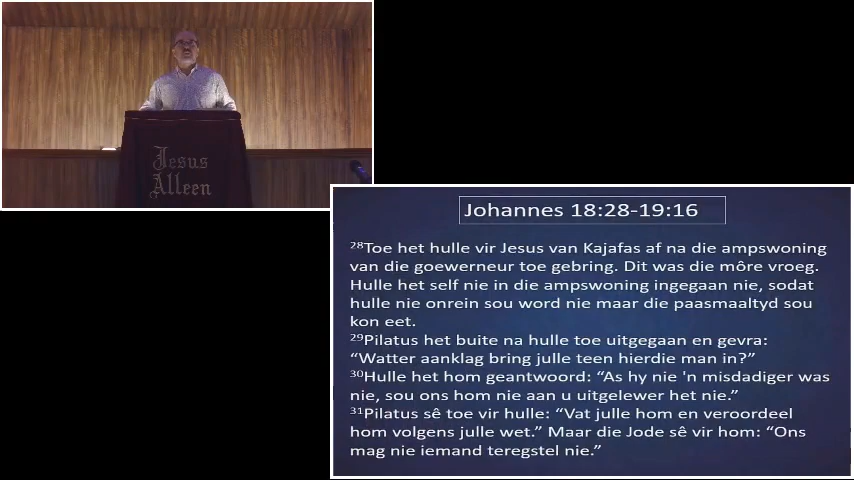 Jesus
Alleen
Johannes 18:28-19:16
²⁸Toe het hulle vir Jesus van Kajafas af na die ampswoning
van die goewerneur toe gebring. Dit was die môre vroeg.
Hulle het self nie in die ampswoning ingegaan nie, sodat
hulle nie onrein sou word nie maar die paasmaaltyd sou
kon eet.
²⁹Pilatus het buite na hulle toe uitgegaan en gevra:
“Watter aanklag bring julle teen hierdie man in?”
³⁰Hulle het hom geantwoord: “As hy nie 'n misdadiger was
nie, sou ons hom nie aan u uitgelewer het nie.”
³¹Pilatus sê toe vir hulle: “Vat julle hom en veroordeel
hom volgens julle wet.” Maar die Jode sê vir hom: “Ons
mag nie iemand teregstel nie.”